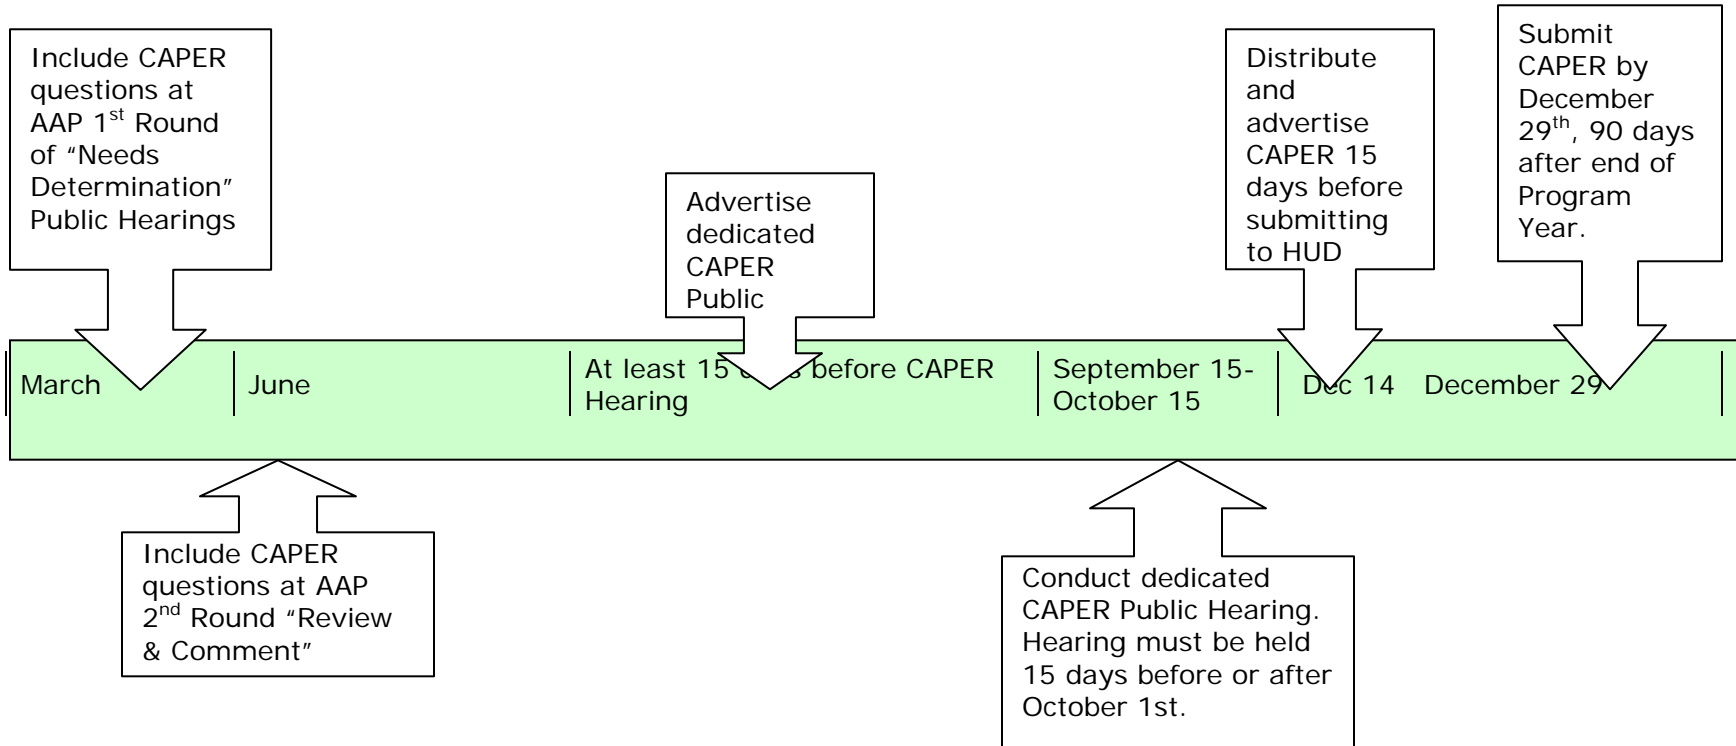 Include CAPER
questions at
AAP 1st Round
of "Needs
Determination"
Public Hearings
Advertise
dedicated
CAPER
Public
Distribute
and
advertise
CAPER 15
days before
submitting
to HUD
Submit
CAPER by
December
29th, 90 days
after end of
Program
Year.
March
June
At least 15 before CAPER
Hearing
September 15-
October 15
Dec 14 December 29
Include CAPER
questions at AAP
2nd Round "Review
& Comment"
Conduct dedicated
CAPER Public Hearing.
Hearing must be held
15 days before or after
October 1st.